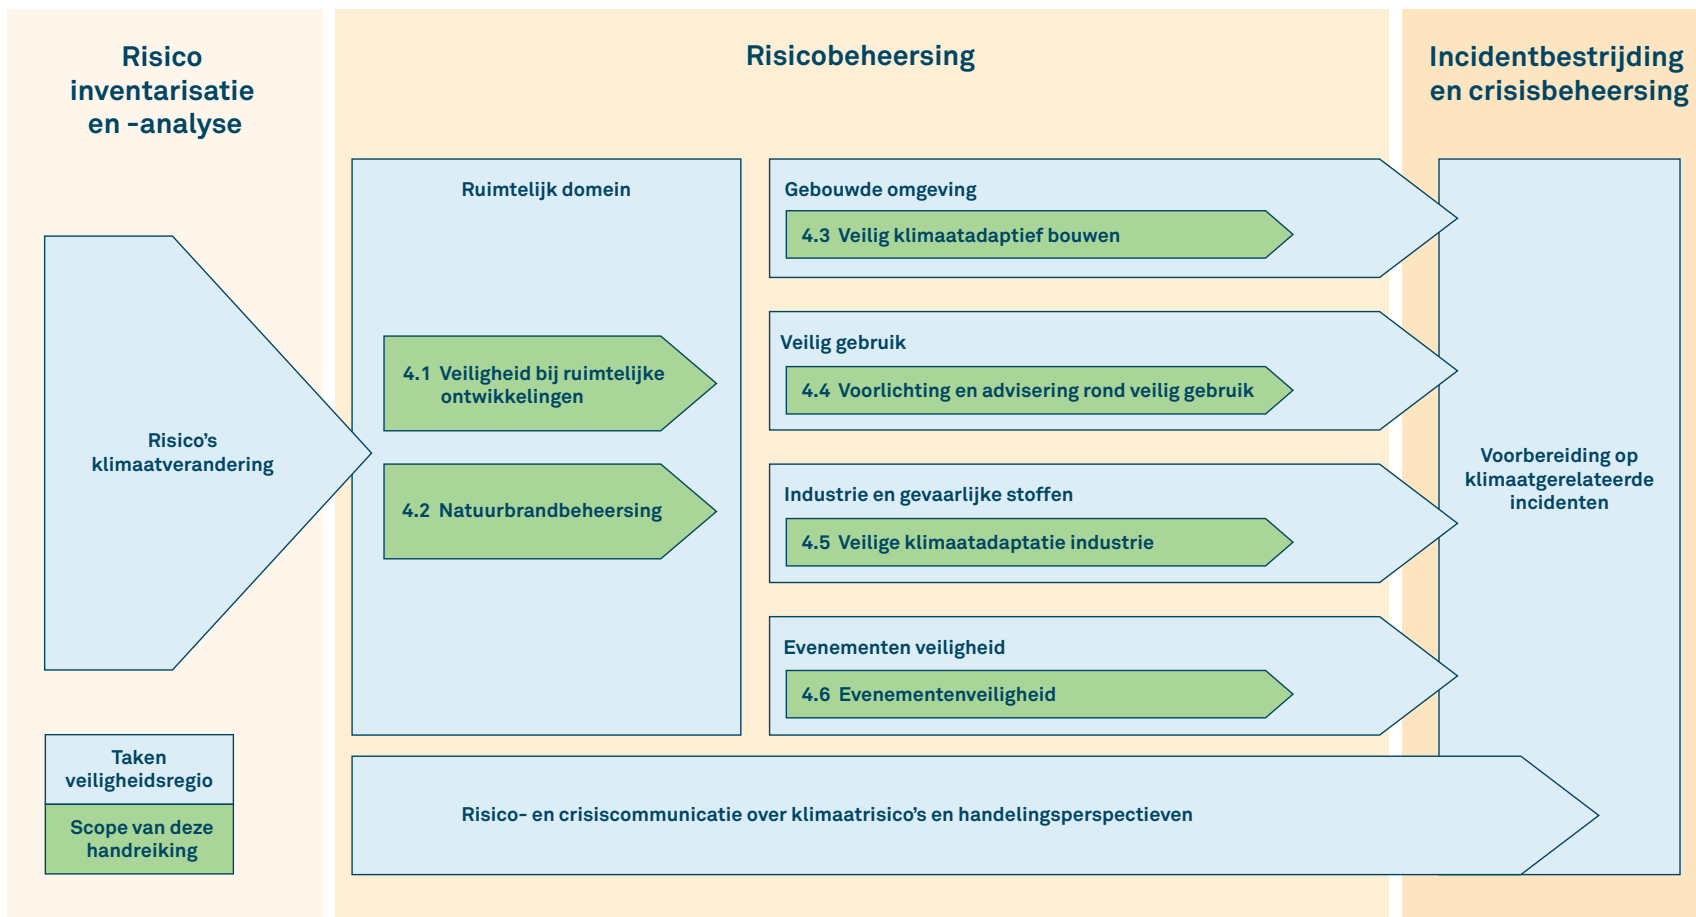 Risico
inventarisatie
en -analyse
Risico's
klimaatverandering
Taken
veiligheidsregio
Scope van deze
handreiking
Risicobeheersing
Ruimtelijk domein
4.1 Veiligheid bij ruimtelijke
ontwikkelingen
4.2 Natuurbrandbeheersing
Gebouwde omgeving
4.3 Veilig klimaatadaptief bouwen
Veilig gebruik
4.4 Voorlichting en advisering rond veilig gebruik
Industrie en gevaarlijke stoffen
4.5 Veilige klimaatadaptatie industrie
Evenementen veiligheid
4.6 Evenementenveiligheid
Risico- en crisiscommunicatie over klimaatrisico's en handelingsperspectieven
Incidentbestrijding
en crisisbeheersing
Voorbereiding op
klimaatgerelateerde
incidenten